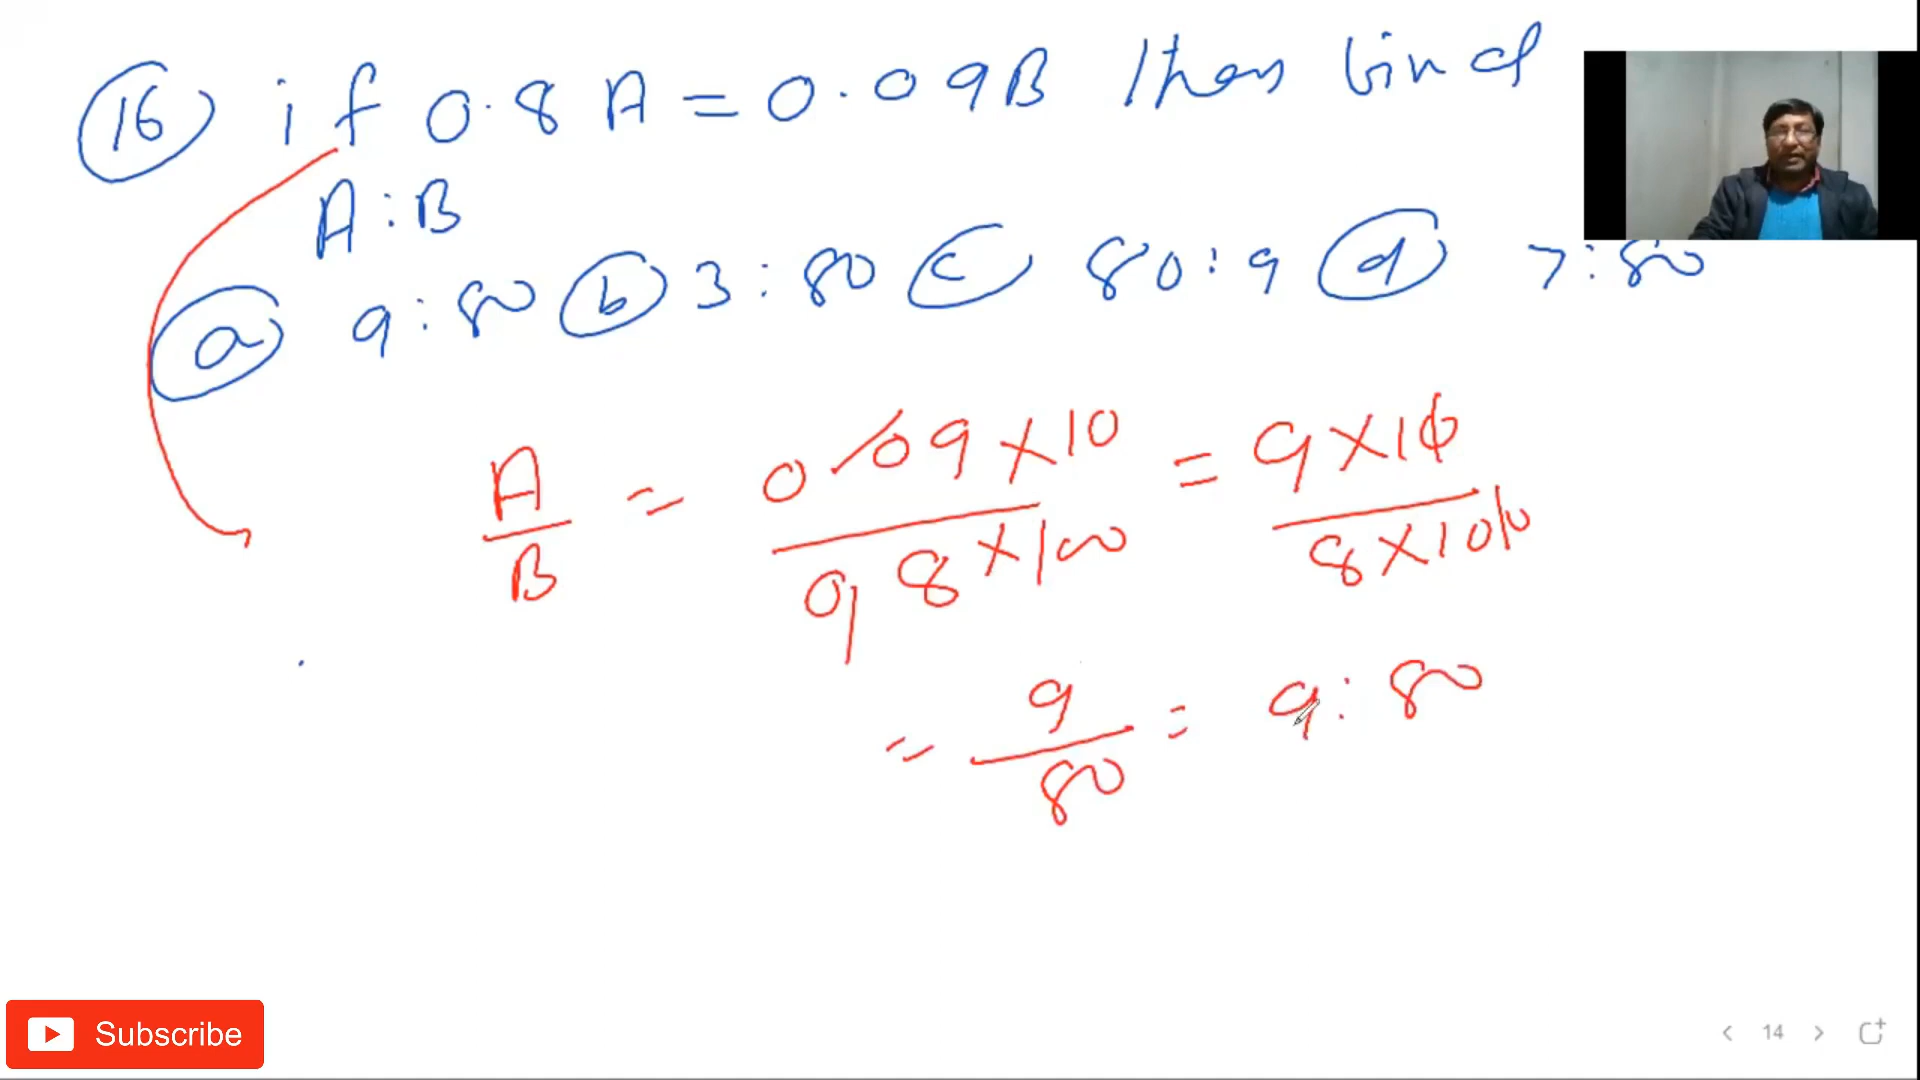 16 if 0.8 A = 0.09B then find
A : B
a 9 : 80 b 3 : 80 c 80 : 9 d 7 : 80
A/B = 0.09 × 10 / 0.8 × 100 = 9 × 10 / 8 × 100
= 9/80 = 9 : 80
Subscribe
14